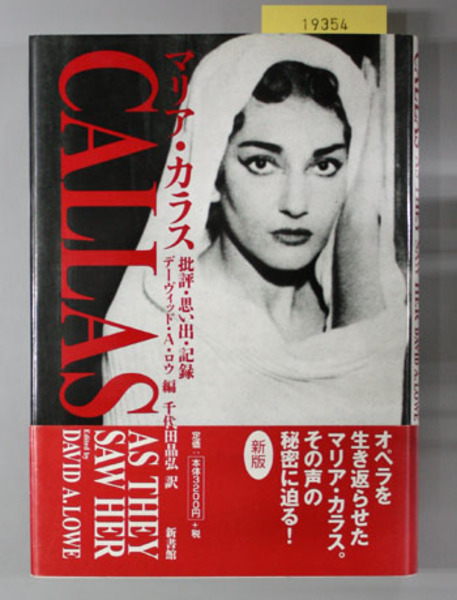 19354
マリア・カラス
CALLAS
批評・思い出・記録
デーヴィッド・A・ロウ 編 千代田晶弘 訳
AS THEY
SAW HER
Edited by
DAVID A.LOWE
定価：本体3200円＋税
新書館
新版
オペラを
生き返らせた
マリア・カラス。
その声の
秘密に迫る！
DAVID A.LOWE